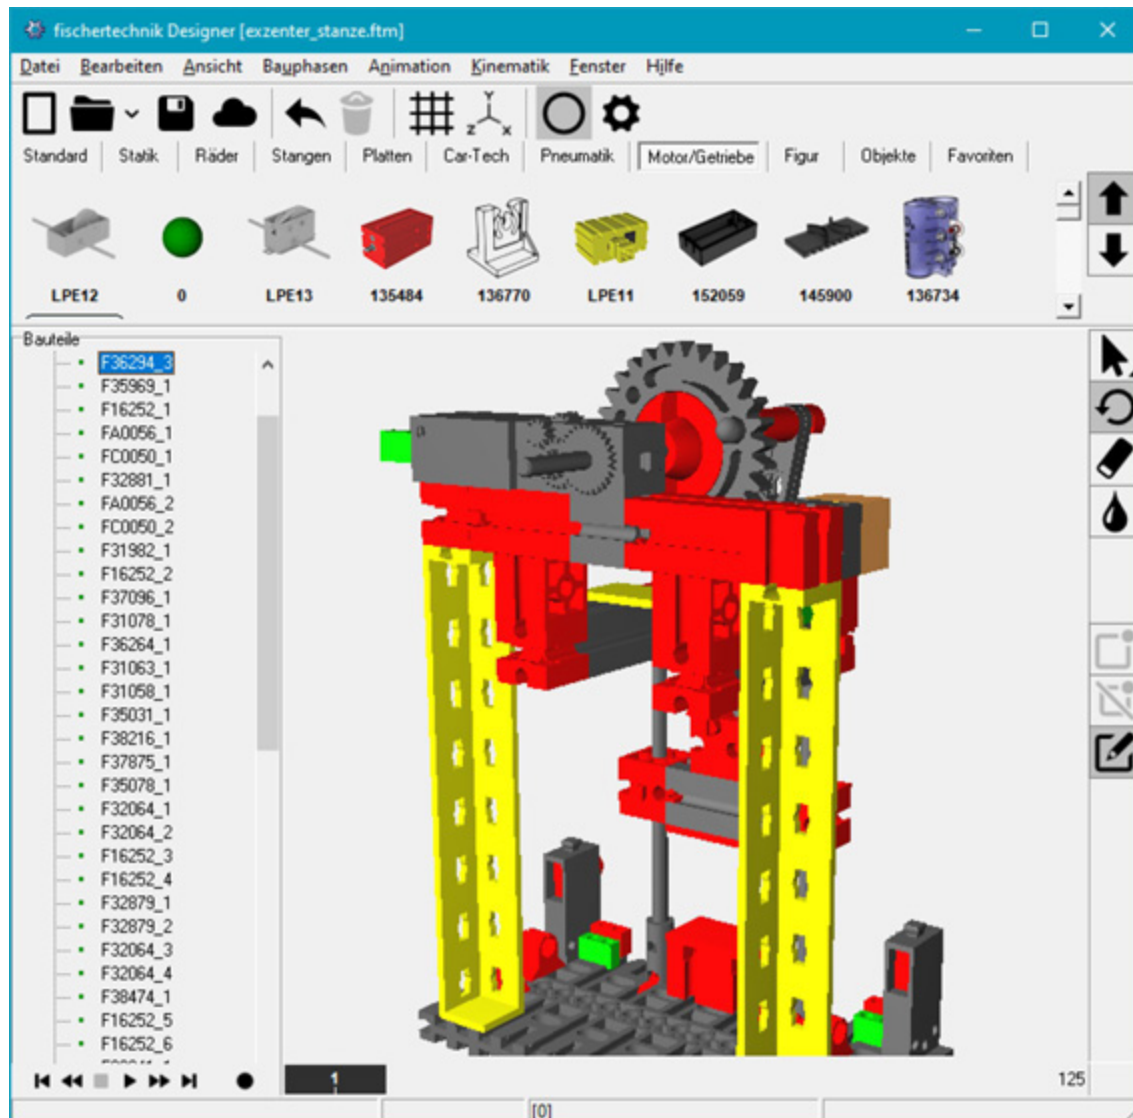 fischertechnik Designer [exzenter_stanze.ftm]
Datei Bearbeiten Ansicht Bauphasen Animation Kinematik Fenster Hilfe
Y
Z X
Standard Statik Räder Stangen Platten Car-Tech Pneumatik Motor/Getriebe Figur Objekte Favoriten
LPE12 0 LPE13 135484 136770 LPE11 152059 145900 136734
Bauteile
F36294_3
F35969_1
F16252_1
FA0056_1
FC0050_1
F32881_1
FA0056_2
FC0050_2
F31982_1
F16252_2
F37096_1
F31078_1
F36264_1
F31063_1
F31058_1
F35031_1
F38216_1
F37875_1
F35078_1
F32064_1
F32064_2
F16252_3
F16252_4
F32879_1
F32879_2
F32064_3
F32064_4
F38474_1
F16252_5
F16252_6
1 125
[0]